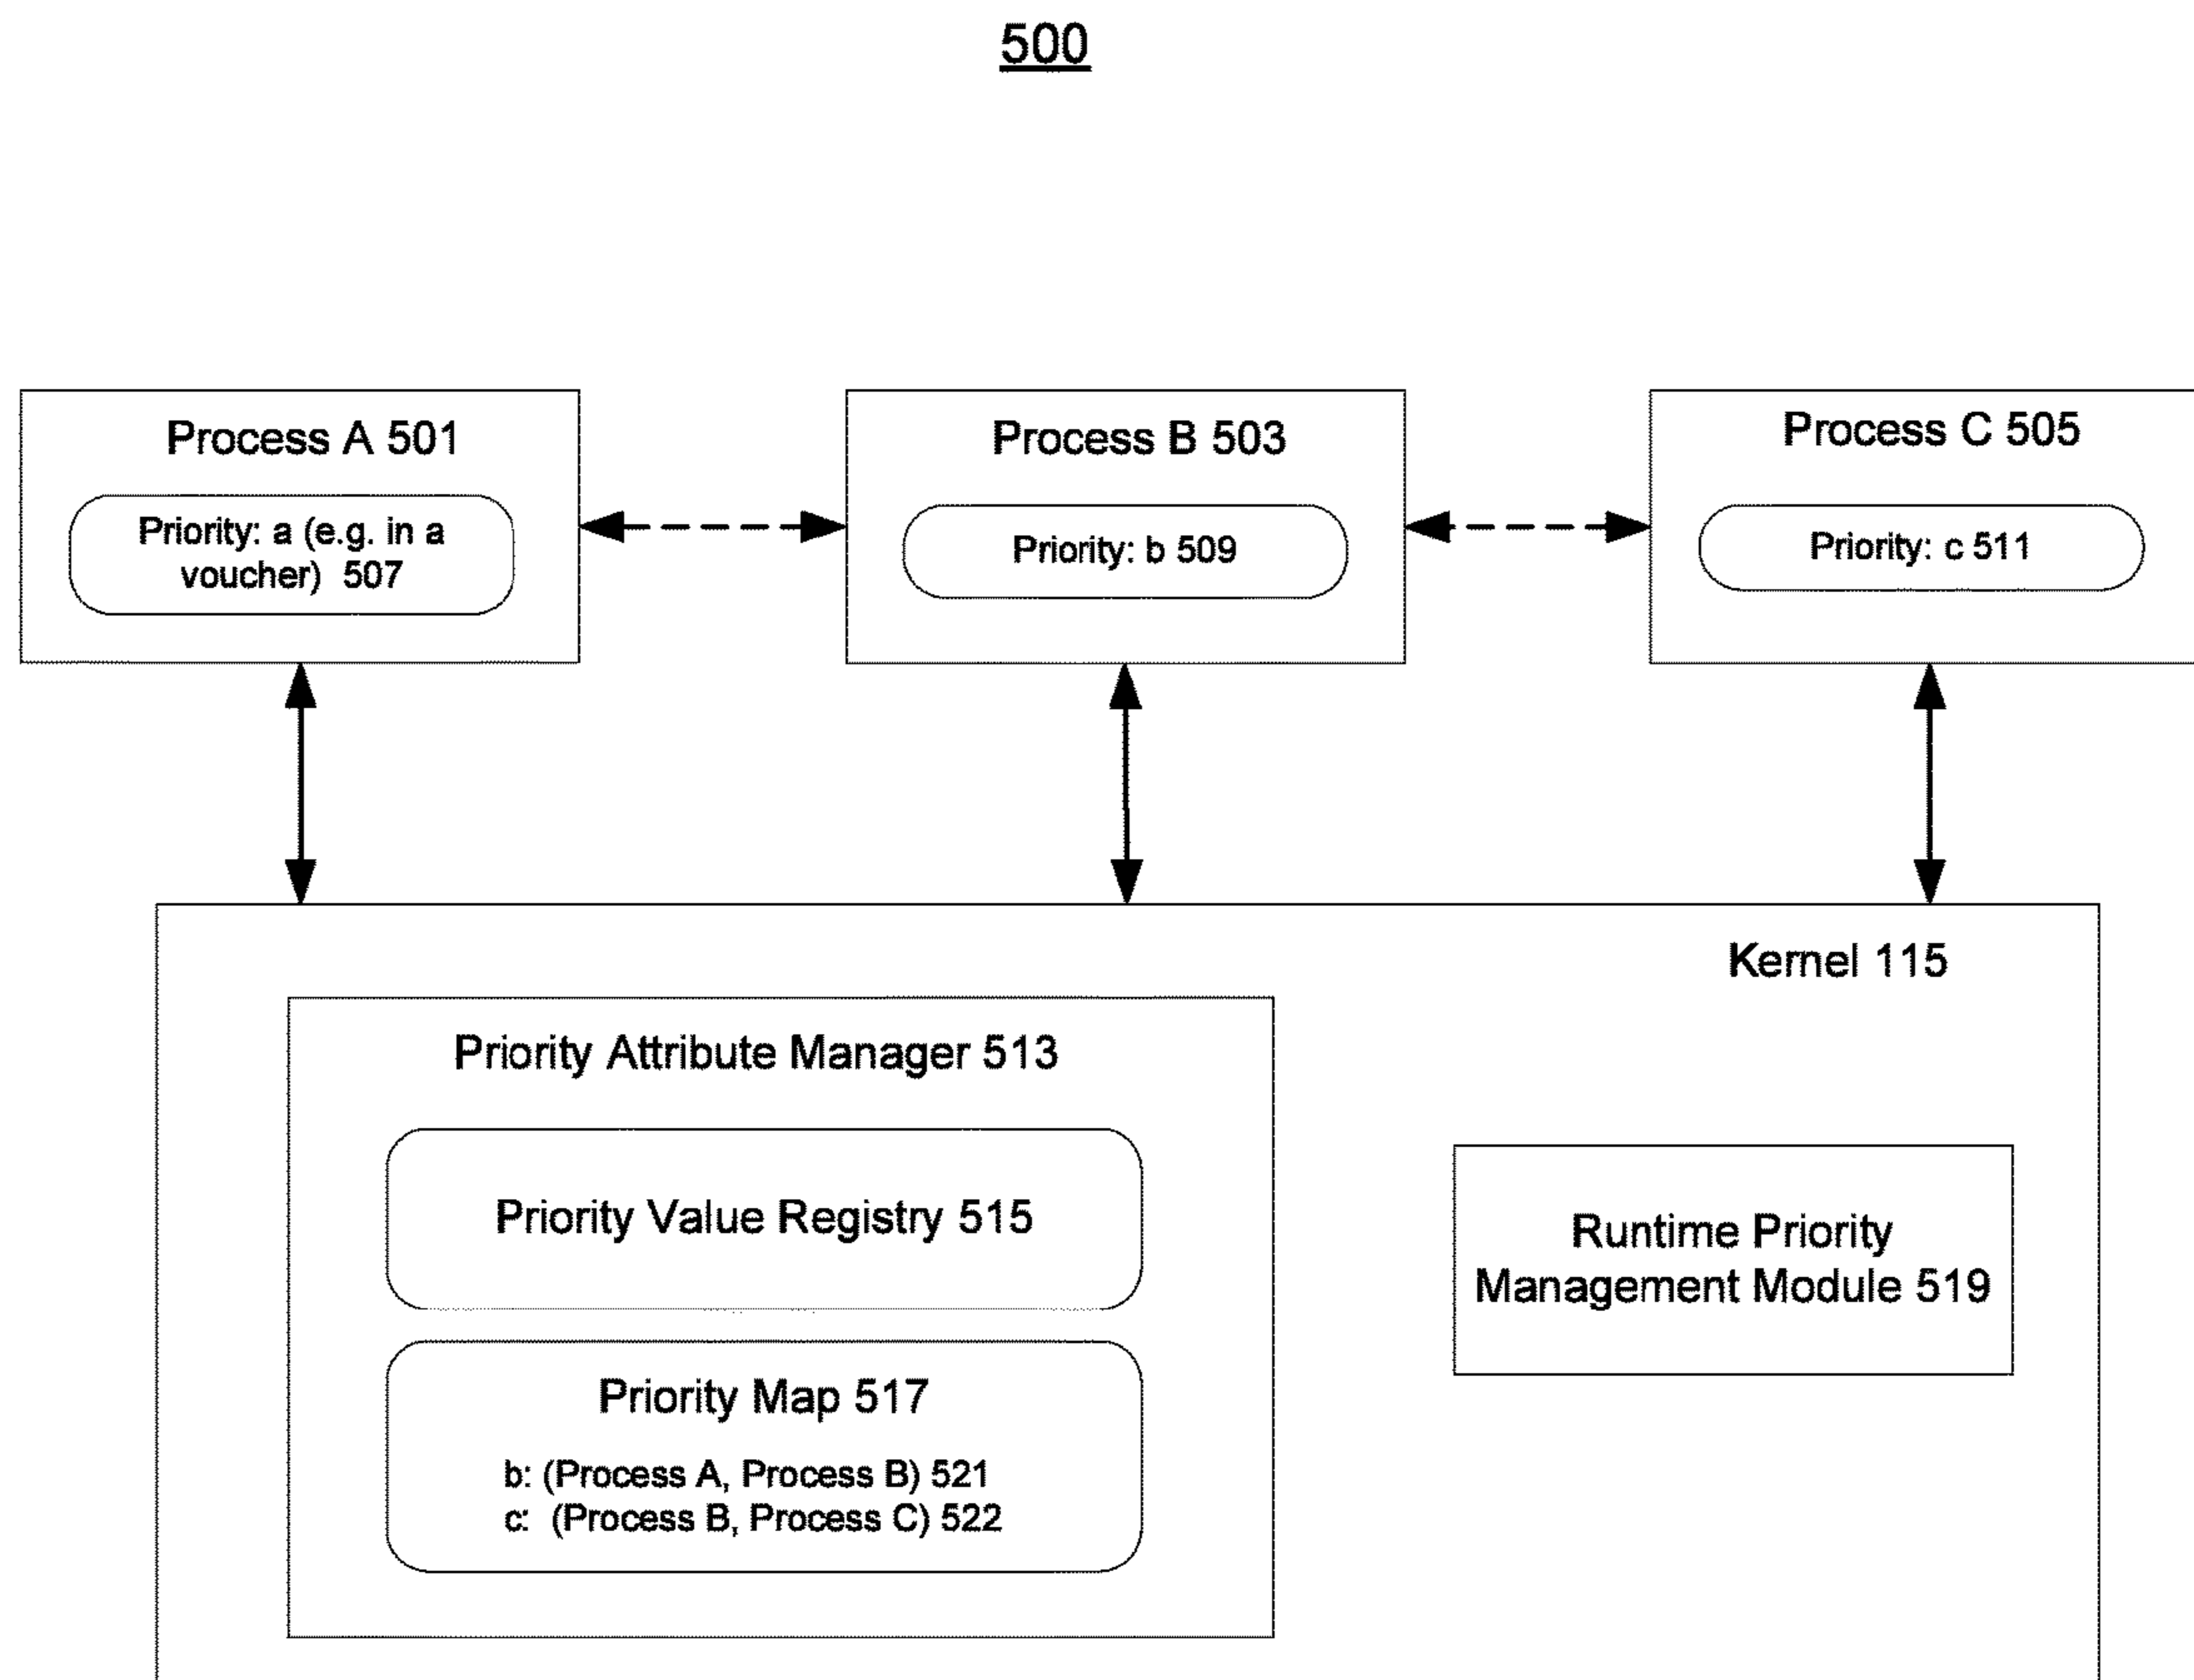 500
Process A 501
Priority: a (e.g. in a
voucher) 507
Process B 503
Priority: b 509
Process C 505
Priority: c 511
Kernel 115
Priority Attribute Manager 513
Priority Value Registry 515
Priority Map 517
b: (Process A, Process B) 521
c: (Process B, Process C) 522
Runtime Priority
Management Module 519